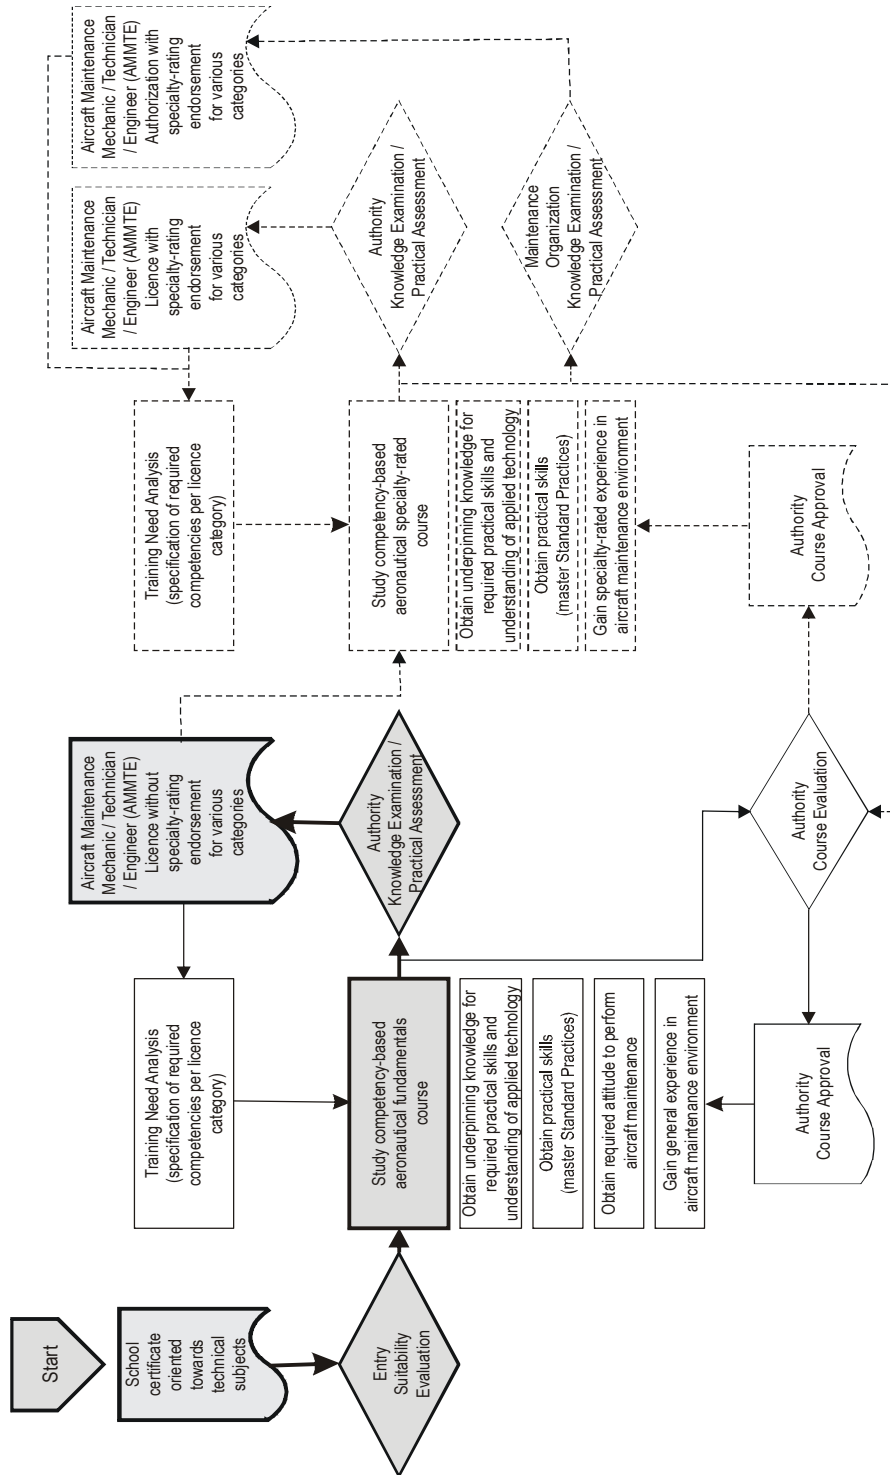 Start
School
certificate
oriented
towards
technical
subjects
Entry
Suitability
Evaluation
Training Need Analysis
(specification of required
competencies per licence
category)
Study competency-based
aeronautical fundamentals
course
Obtain underpinning knowledge for
required practical skills and
understanding of applied technology
Obtain practical skills
(master Standard Practices)
Obtain required attitude to perform
aircraft maintenance
Gain general experience in
aircraft maintenance environment
Authority
Course Approval
Aircraft Maintenance
Mechanic / Technician
/ Engineer (AMMTE)
Licence without
specialty-rating
endorsement
for various
categories
Authority
Knowledge Examination /
Practical Assessment
Authority
Course Evaluation
Training Need Analysis
(specification of required
competencies per licence
category)
Study competency-based
aeronautical specialty-rated
course
Obtain underpinning knowledge for
required practical skills and
understanding of applied technology
Obtain practical skills
(master Standard Practices)
Gain specialty-rated experience in
aircraft maintenance environment
Authority
Course Approval
Aircraft Maintenance
Mechanic / Technician
/ Engineer (AMMTE)
Licence with
specialty-rating
endorsement
for various
categories
Aircraft Maintenance
Mechanic / Technician
/ Engineer (AMMTE)
Authorization with
specialty-rating
endorsement
for various
categories
Authority
Knowledge Examination /
Practical Assessment
Maintenance
Organization
Knowledge Examination /
Practical Assessment